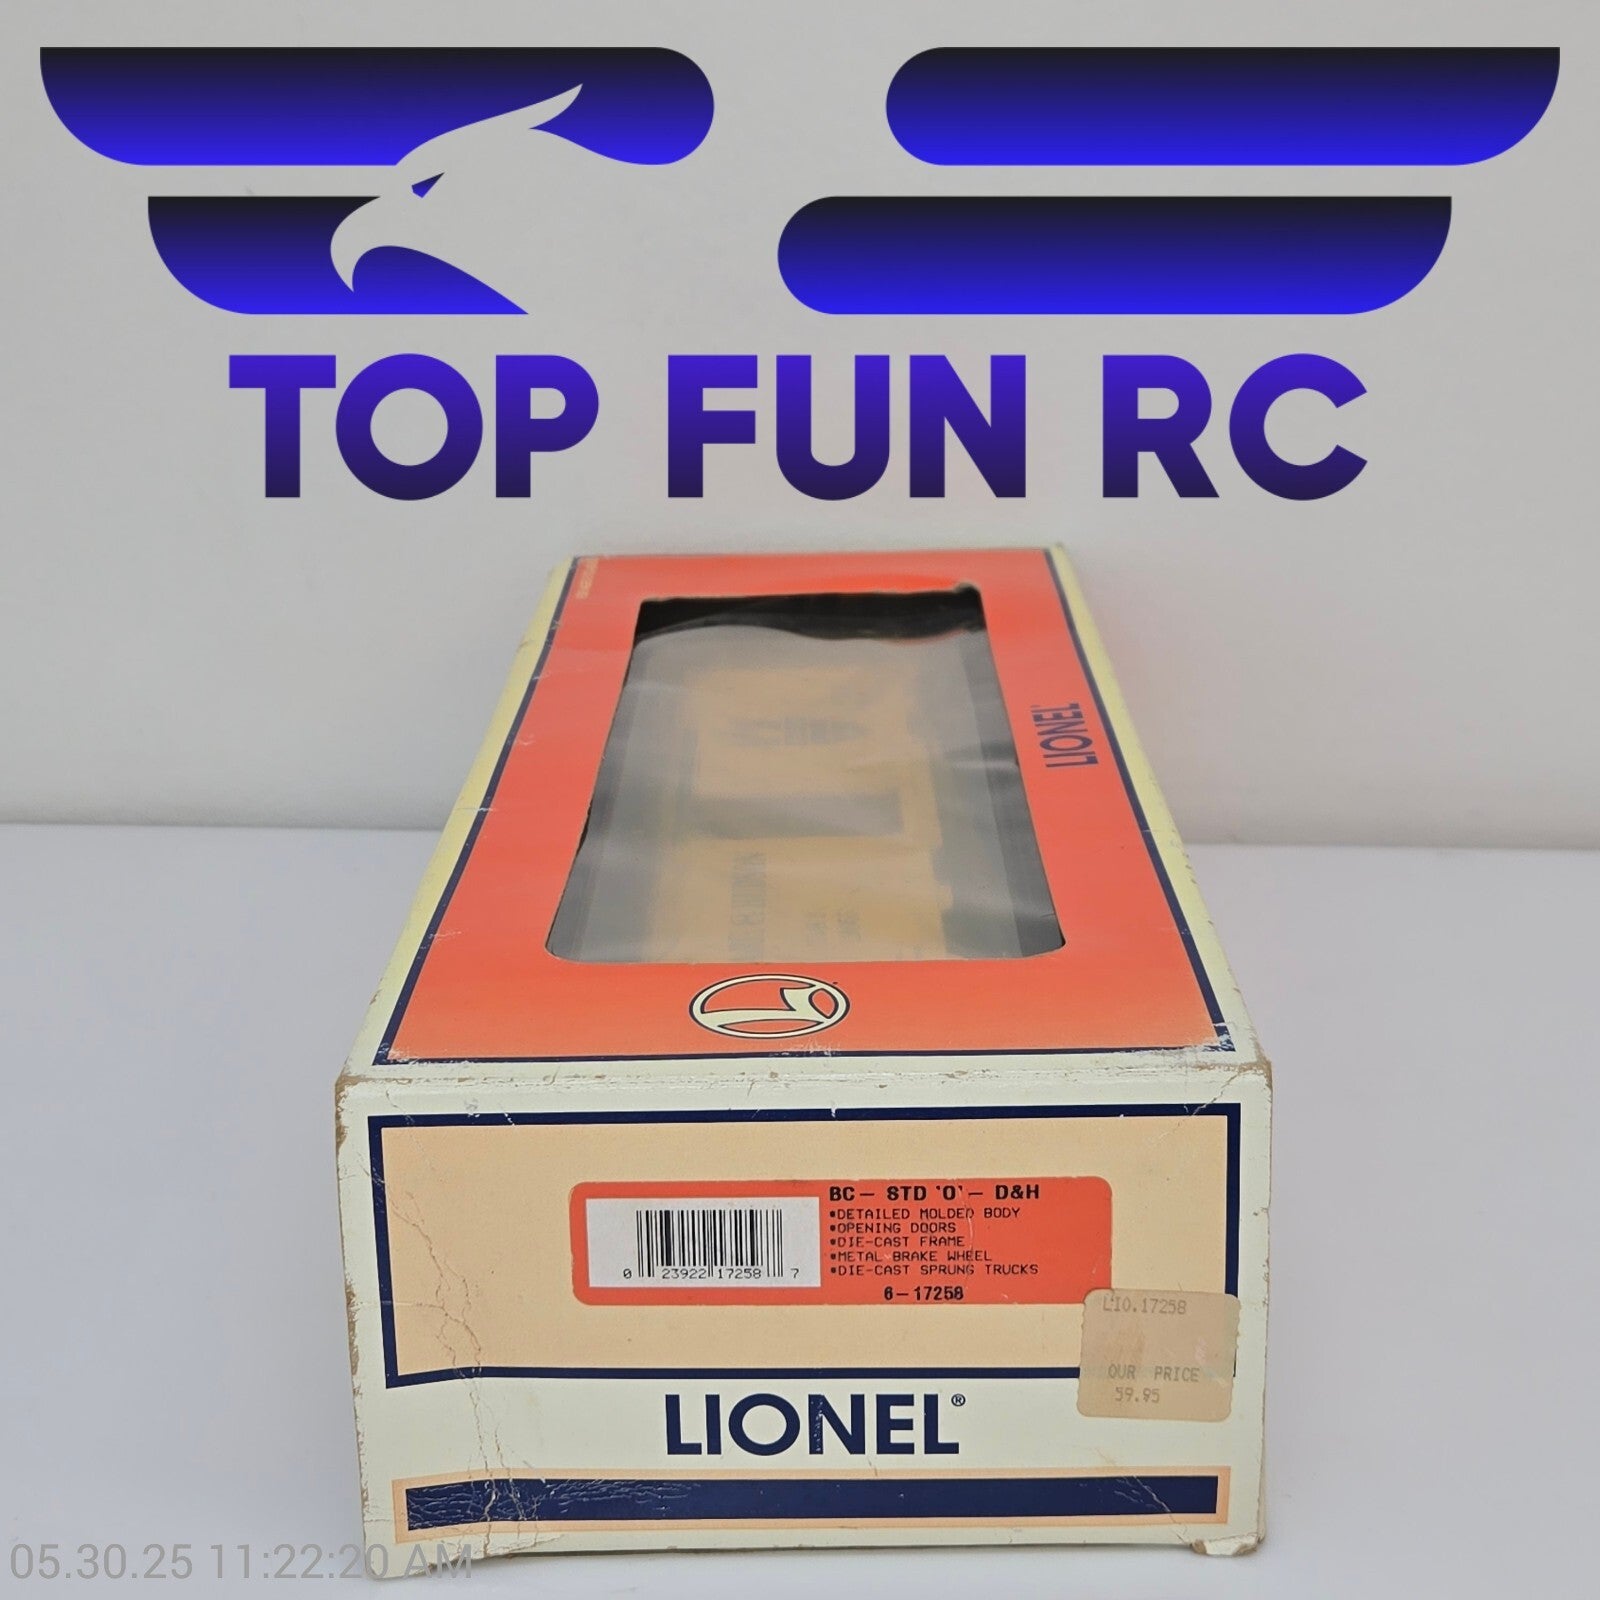 TOP FUN RC
LIONEL
BC- STD 'O'- D&H
•DETAILED MOLDED BODY
•OPENING DOORS
•DIE-CAST FRAME
•METAL BRAKE WHEEL
•DIE-CAST SPRUNG TRUCKS
6-17258
0 23922 17258 7
LIO.17258
OUR PRICE
59.95
LIONEL®
05.30.25 11:22:20 AM